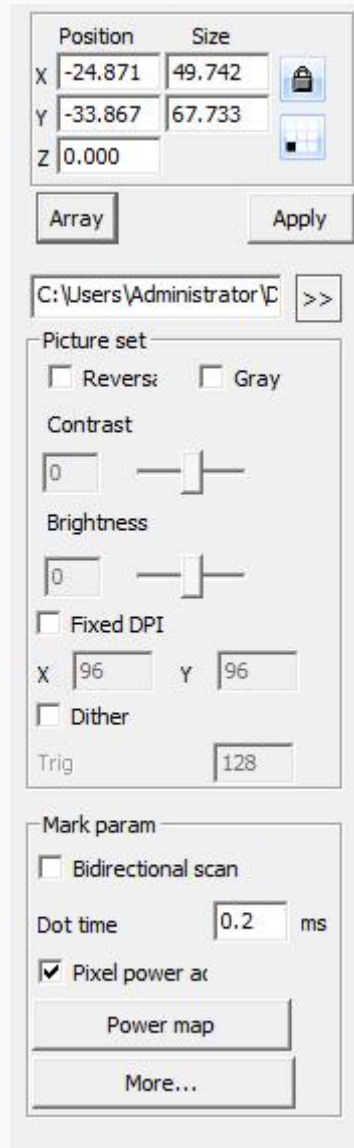 Position Size
X -24.871 49.742
Y -33.867 67.733
Z 0.000
Array Apply
C:\Users\Administrator\D >>
Picture set
Reversa Gray
Contrast
0
Brightness
0
Fixed DPI
X 96 Y 96
Dither
Trig 128
Mark param
Bidirectional scan
Dot time 0.2 ms
Pixel power ad
Power map
More...